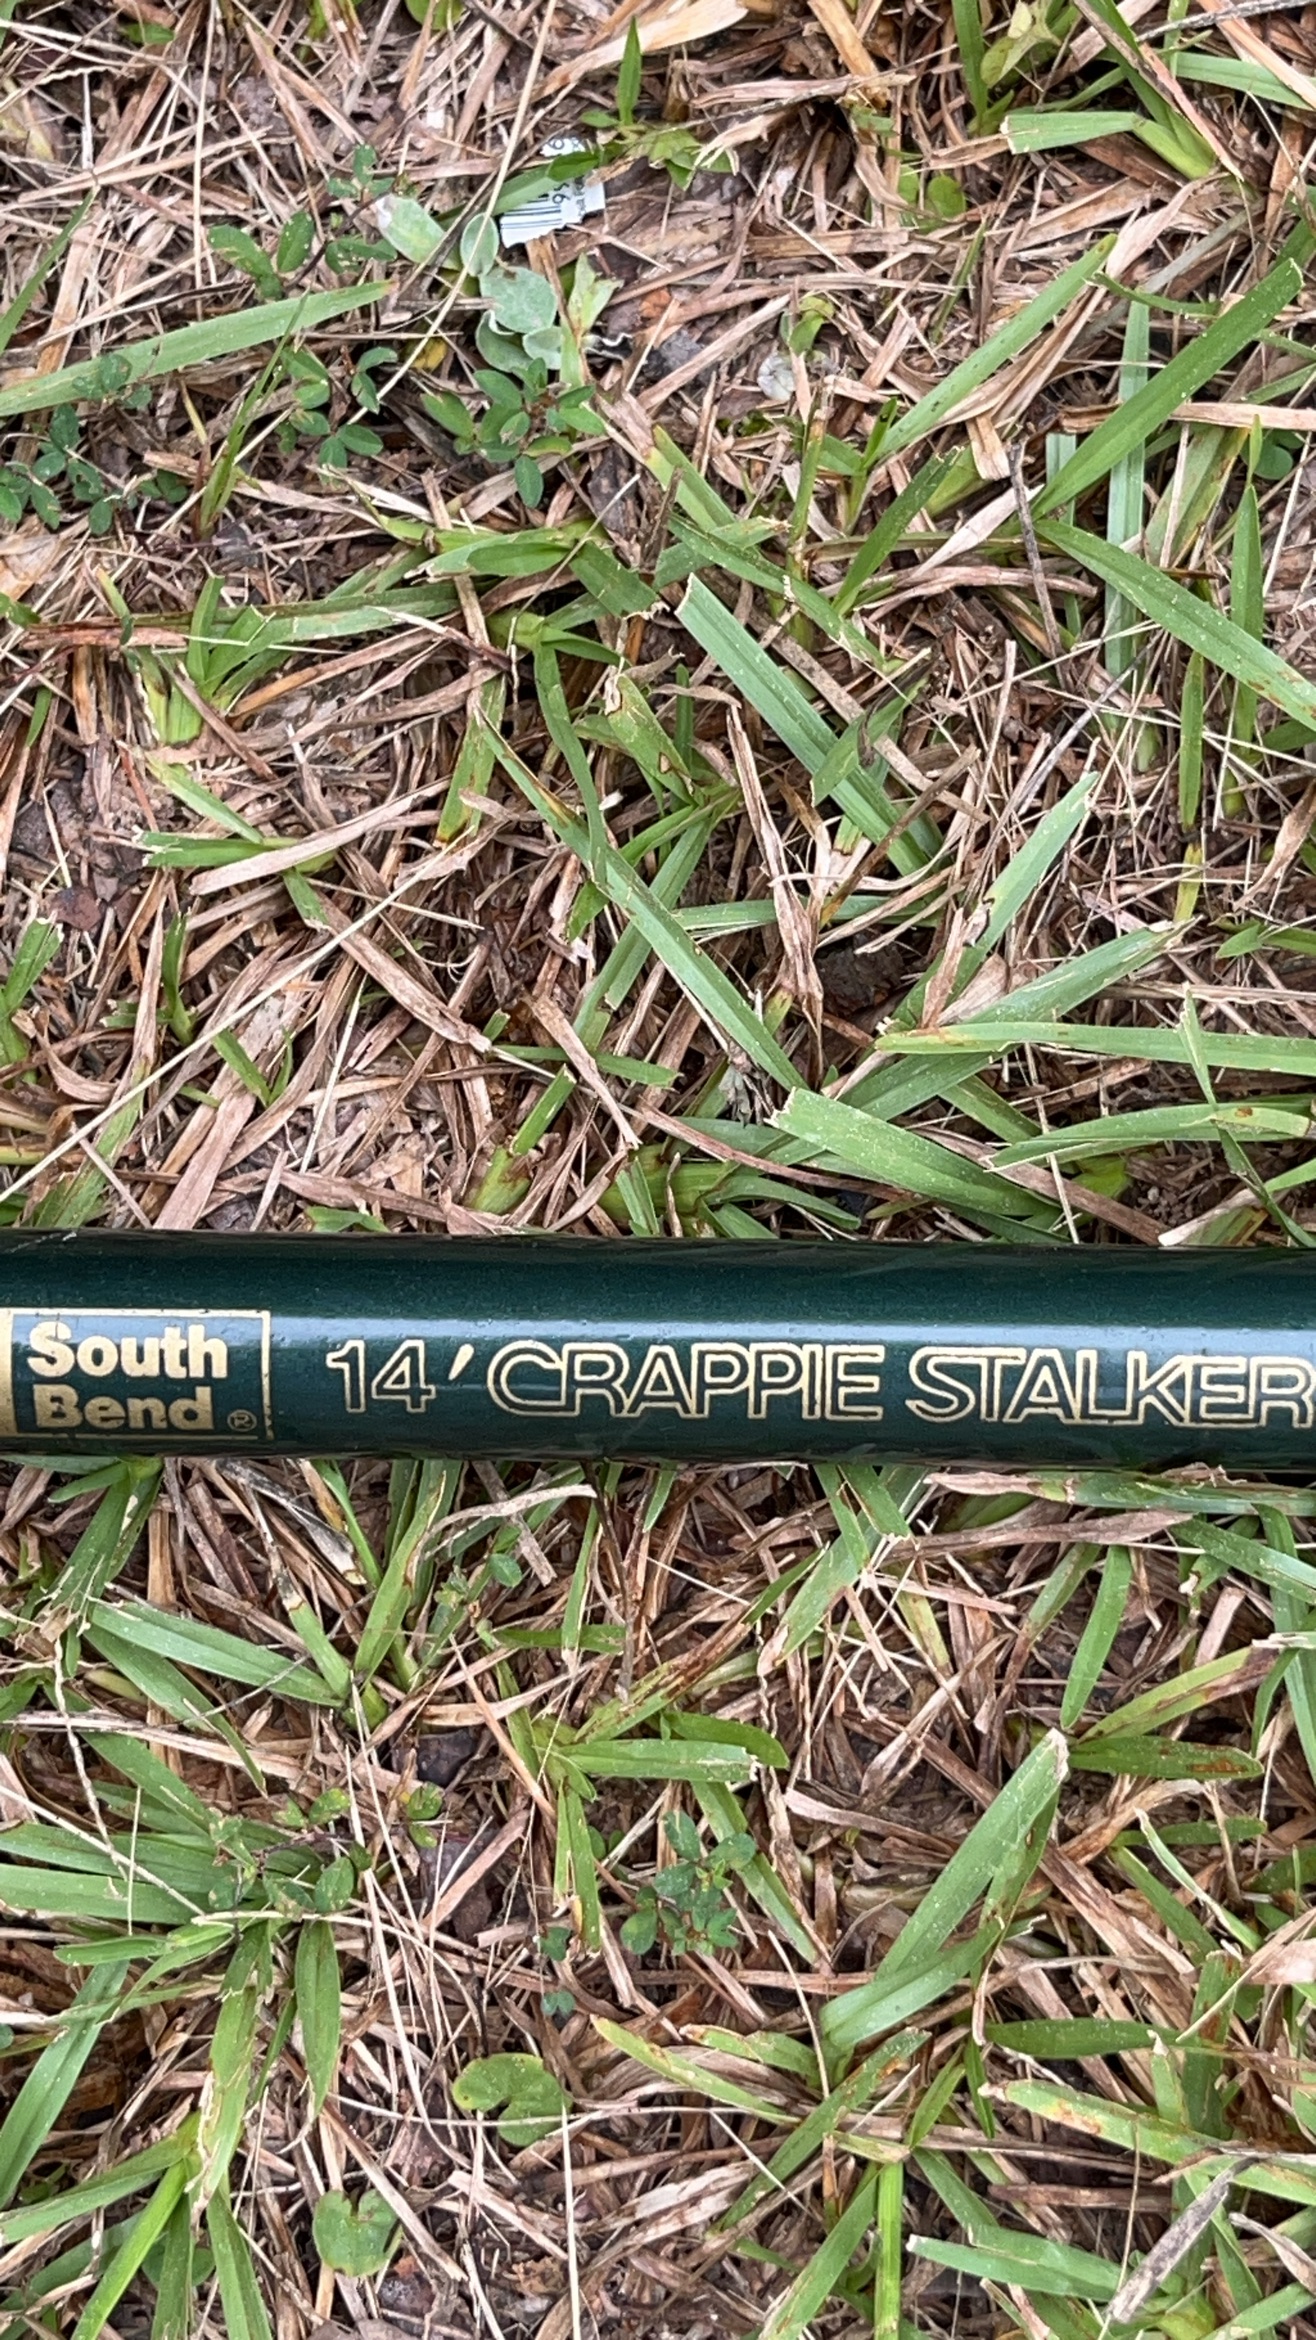 South
Bend ®
14' CRAPPIE STALKER